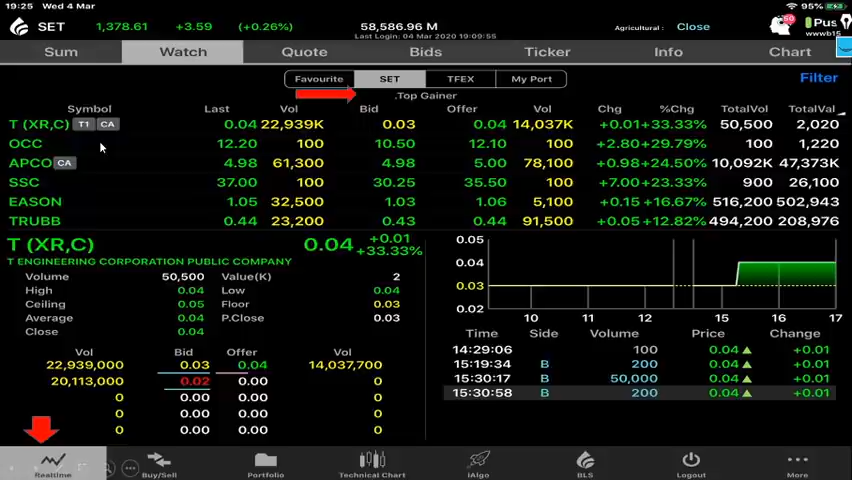 19:25 Wed 4 Mar 95%
SET 1,378.61 +3.59 (+0.26%) 58,586.96 M Agricultural : Close 50 Pus
Last Login: 04 Mar 2020 19:09:55 wwwb15
Sum Watch Quote Bids Ticker Info Chart
Favourite SET TFEX My Port Filter
.Top Gainer
Symbol Last Vol Bid Offer Vol Chg %Chg TotalVol TotalVal
T (XR,C) T1 CA 0.04 22,939K 0.03 0.04 14,037K +0.01 +33.33% 50,500 2,020
OCC 12.20 100 10.50 12.10 100 +2.80 +29.79% 100 1,220
APCO CA 4.98 61,300 4.98 5.00 78,100 +0.98 +24.50% 10,092K 47,373K
SSC 37.00 100 30.25 35.50 100 +7.00 +23.33% 900 26,100
EASON 1.05 32,500 1.03 1.06 5,100 +0.15 +16.67% 516,200 502,943
TRUBB 0.44 23,200 0.43 0.44 91,500 +0.05 +12.82% 494,200 208,976
T (XR,C) 0.04 +0.01
+33.33%
T ENGINEERING CORPORATION PUBLIC COMPANY
Volume 50,500 Value(K) 2
High 0.04 Low 0.04
Ceiling 0.05 Floor 0.03
Average 0.04 P.Close 0.03
Close 0.04
Vol Bid Offer Vol
22,939,000 0.03 0.04 14,037,700
20,113,000 0.02 0.00 0
0 0.00 0.00 0
0 0.00 0.00 0
0 0.00 0.00 0
0.05
0.04
0.03
0.02
10 11 12 15 16 17
Time Side Volume Price Change
14:29:06 100 0.04 +0.01
15:19:34 B 200 0.04 +0.01
15:30:17 B 50,000 0.04 +0.01
15:30:58 B 200 0.04 +0.01
Realtime Buy/Sell Portfolio Technical Chart iAlgo BLS Logout More